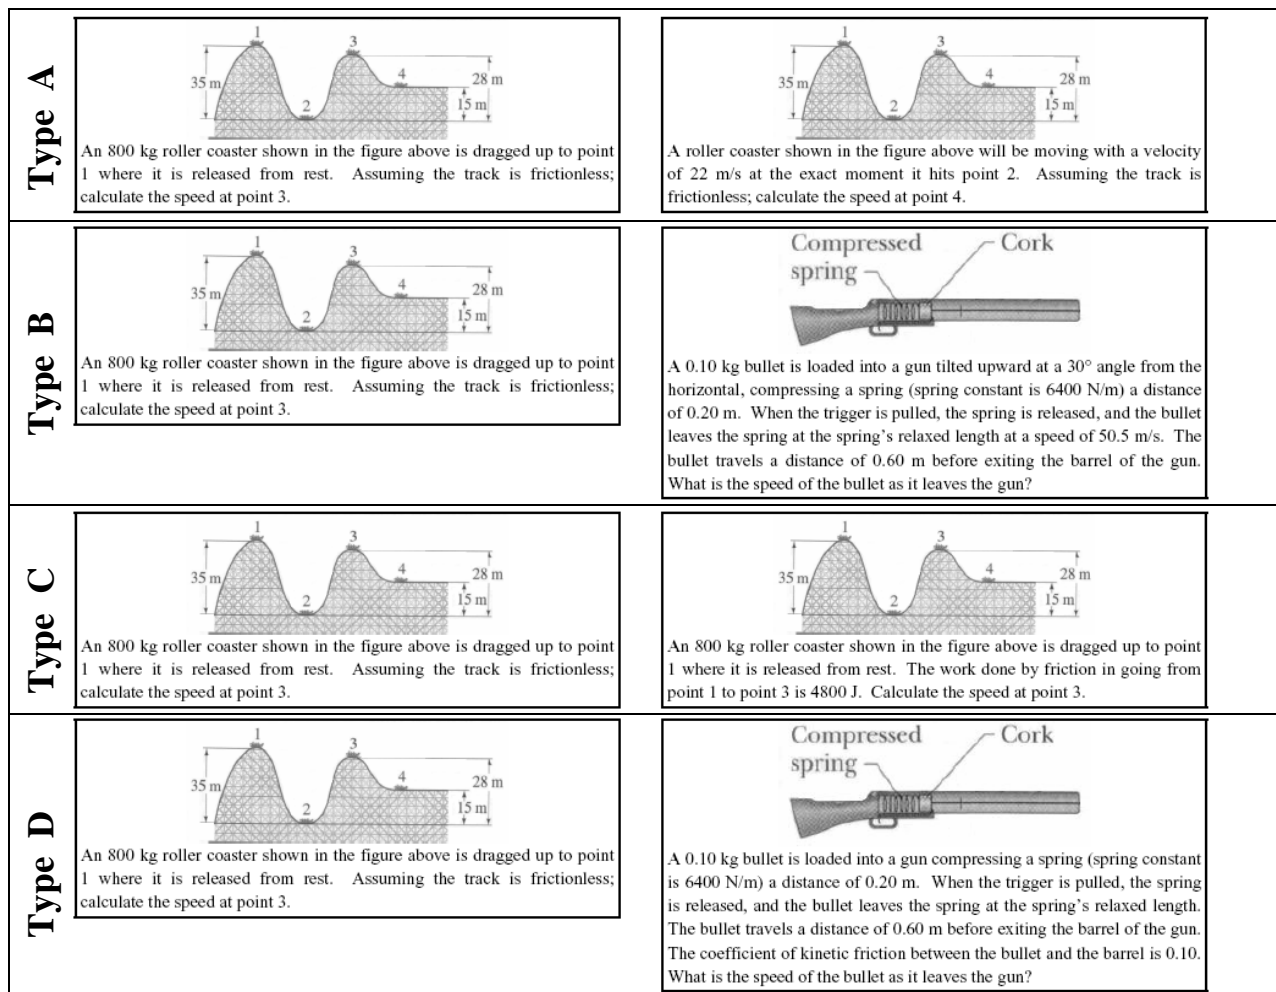 Type A
1
3
4
35 m
28 m
2
15 m
An 800 kg roller coaster shown in the figure above is dragged up to point
1 where it is released from rest. Assuming the track is frictionless;
calculate the speed at point 3.
1
3
4
35 m
28 m
2
15 m
A roller coaster shown in the figure above will be moving with a velocity
of 22 m/s at the exact moment it hits point 2. Assuming the track is
frictionless; calculate the speed at point 4.
Type B
1
3
4
35 m
28 m
2
15 m
An 800 kg roller coaster shown in the figure above is dragged up to point
1 where it is released from rest. Assuming the track is frictionless;
calculate the speed at point 3.
Compressed
spring
Cork
A 0.10 kg bullet is loaded into a gun tilted upward at a 30° angle from the
horizontal, compressing a spring (spring constant is 6400 N/m) a distance
of 0.20 m. When the trigger is pulled, the spring is released, and the bullet
leaves the spring at the spring's relaxed length at a speed of 50.5 m/s. The
bullet travels a distance of 0.60 m before exiting the barrel of the gun.
What is the speed of the bullet as it leaves the gun?
Type C
1
3
4
35 m
28 m
2
15 m
An 800 kg roller coaster shown in the figure above is dragged up to point
1 where it is released from rest. Assuming the track is frictionless;
calculate the speed at point 3.
1
3
4
35 m
28 m
2
15 m
An 800 kg roller coaster shown in the figure above is dragged up to point
1 where it is released from rest. The work done by friction in going from
point 1 to point 3 is 4800 J. Calculate the speed at point 3.
Type D
1
3
4
35 m
28 m
2
15 m
An 800 kg roller coaster shown in the figure above is dragged up to point
1 where it is released from rest. Assuming the track is frictionless;
calculate the speed at point 3.
Compressed
spring
Cork
A 0.10 kg bullet is loaded into a gun compressing a spring (spring constant
is 6400 N/m) a distance of 0.20 m. When the trigger is pulled, the spring
is released, and the bullet leaves the spring at the spring's relaxed length.
The bullet travels a distance of 0.60 m before exiting the barrel of the gun.
The coefficient of kinetic friction between the bullet and the barrel is 0.10.
What is the speed of the bullet as it leaves the gun?